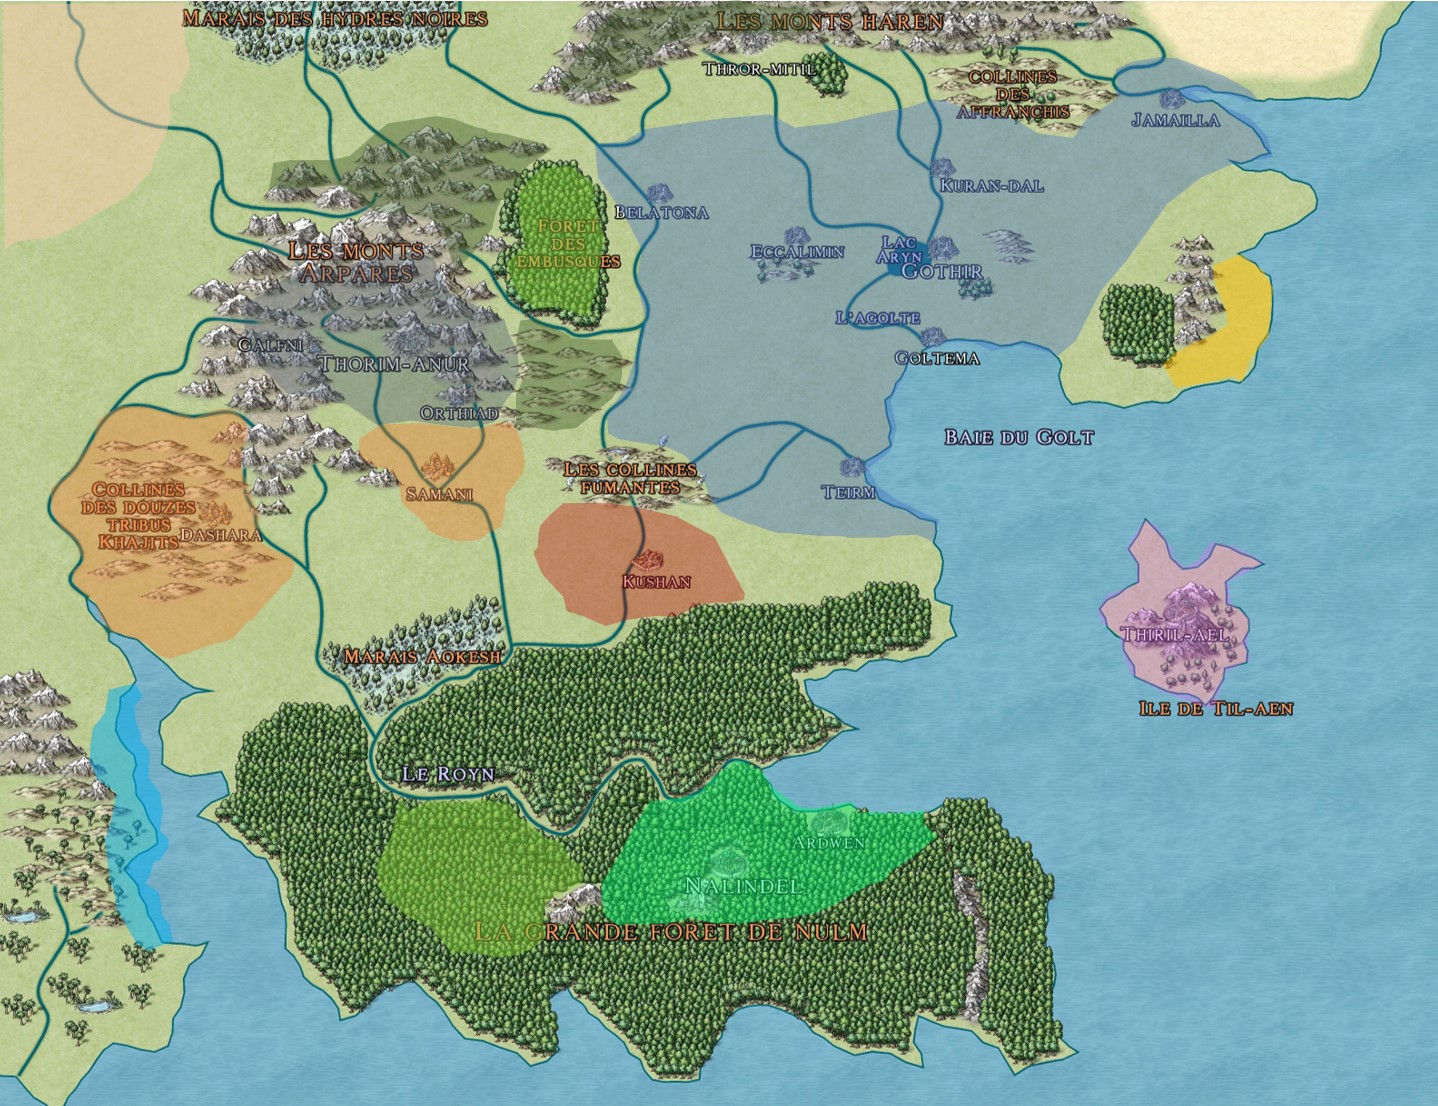 MARAIS DES HYDRES NOIRES
LES MONTS HAREN
THROR-MITIL
COLLINES
DES
AFFRANCHIS
JAMAILLA
KURAN-DAL
BELATONA
FORET
DES
EMBUSQUES
LES MONTS
ARPARES
ECCALIMIN
LAC
ARYN
GOTHIR
L'AGOLTE
GOLTEMA
GALFNI
THORIM-ANUR
ORTHIAD
BAIE DU GOLT
LES COLLINES
FUMANTES
TEIRM
SAMANI
COLLINES
DES DOUZES
TRIBUS
KHAJITS
DASHARA
KUSHAN
THIRIL-AEL
MARAIS AOKESH
ILE DE TIL-AEN
LE ROYN
ARDWEN
NALINDEL
LA GRANDE FORET DE NULM